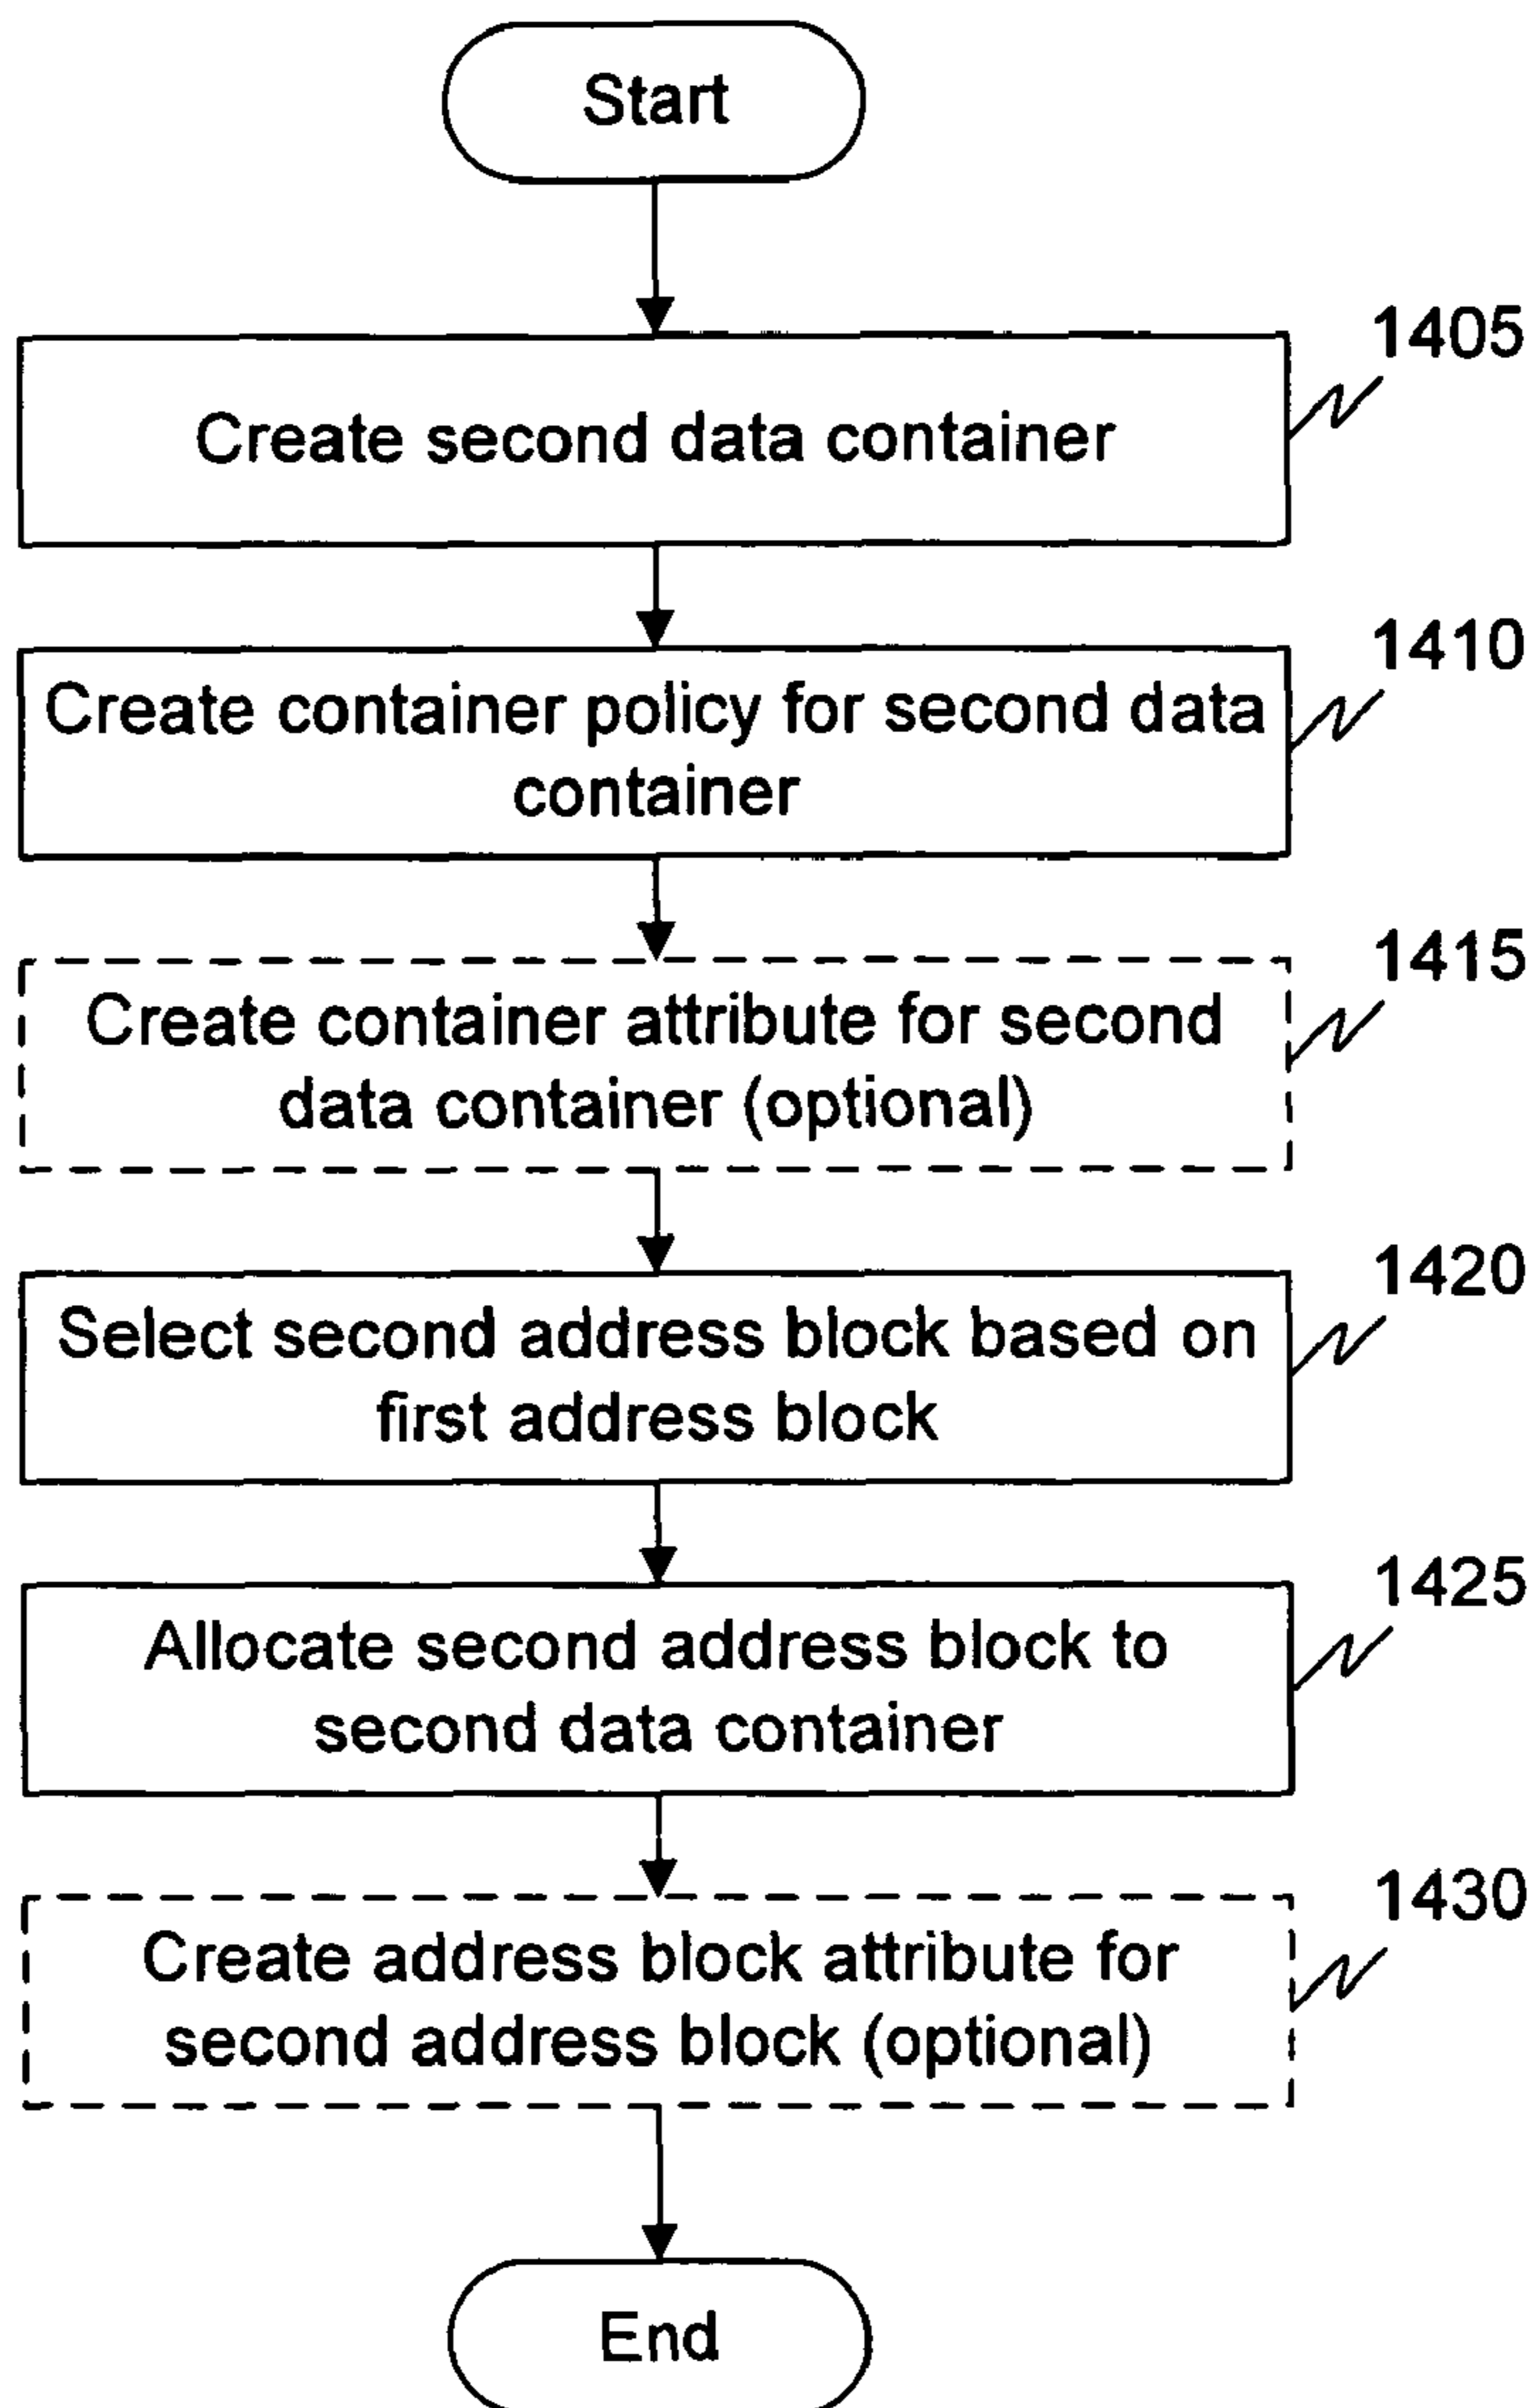 Start
1405
Create second data container
1410
Create container policy for second data
container
1415
Create container attribute for second
data container (optional)
1420
Select second address block based on
first address block
1425
Allocate second address block to
second data container
1430
Create address block attribute for
second address block (optional)
End